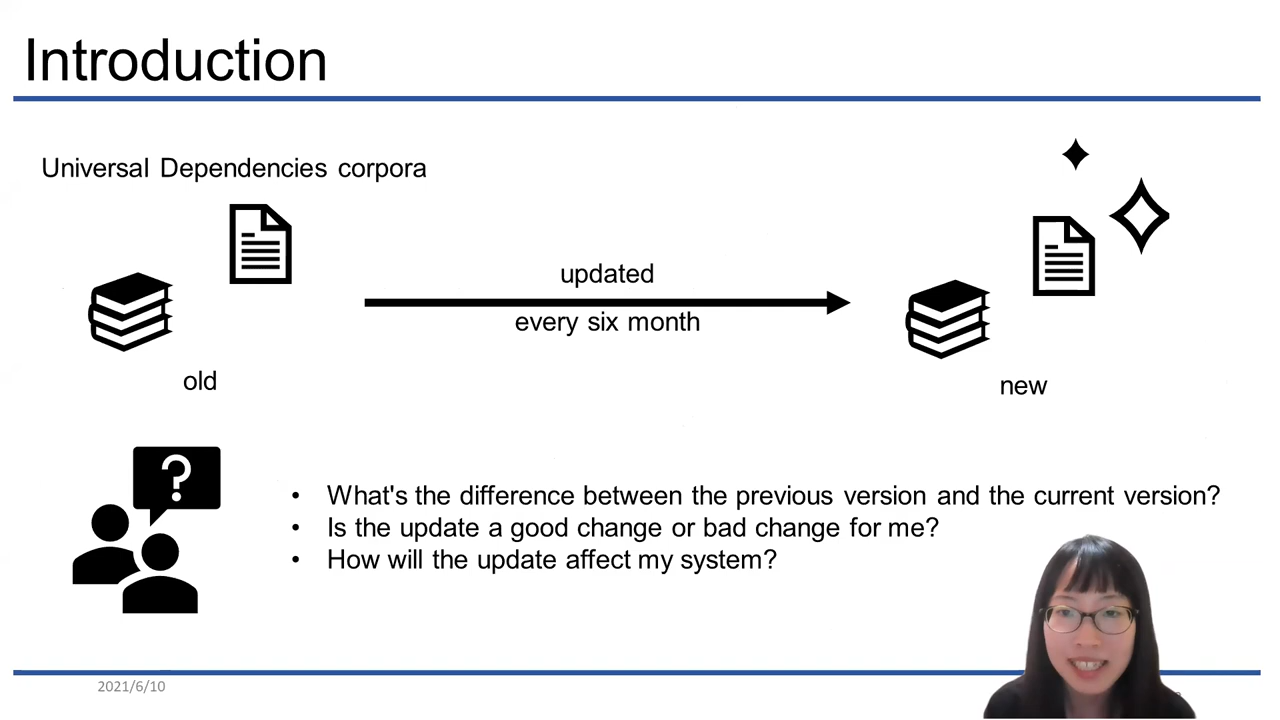 Introduction
Universal Dependencies corpora
updated
every six month
old
new
?
• What's the difference between the previous version and the current version?
• Is the update a good change or bad change for me?
• How will the update affect my system?
2021/6/10